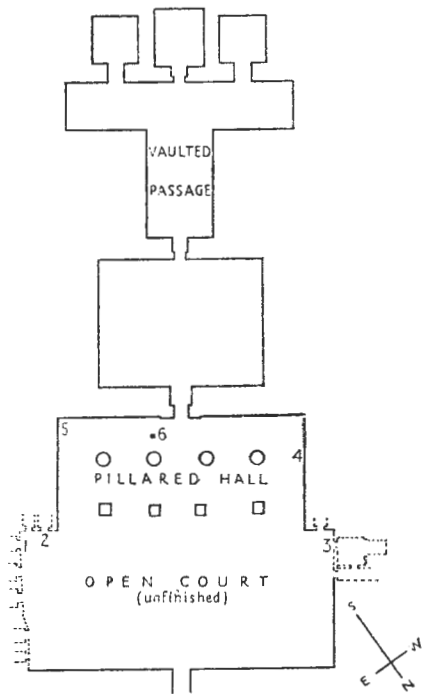 VAULTED
PASSAGE
5
6
4
PILLARED HALL
2
3
OPEN COURT
(unfinished)
S
W
E
N